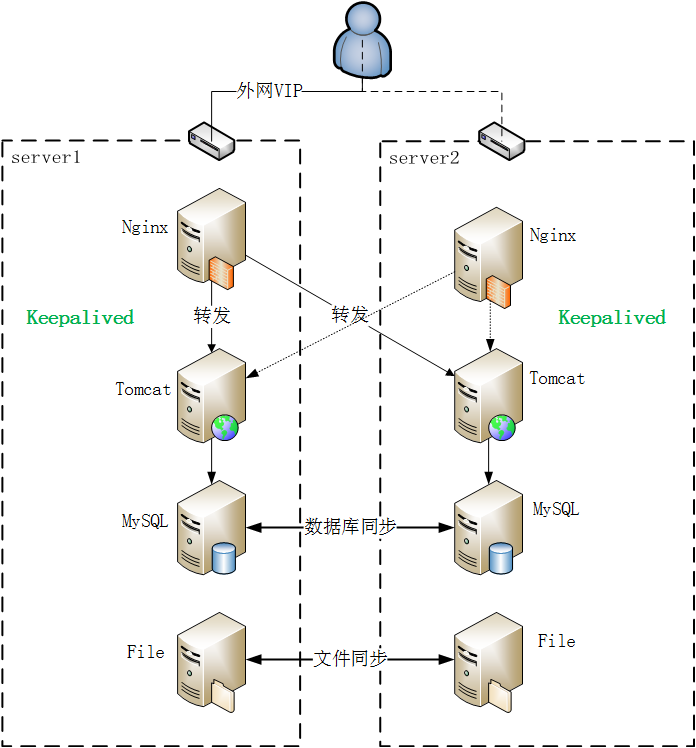 外网VIP
server1
server2
Nginx
Nginx
Keepalived
转发
转发
Keepalived
Tomcat
Tomcat
MySQL
数据库同步
MySQL
File
文件同步
File